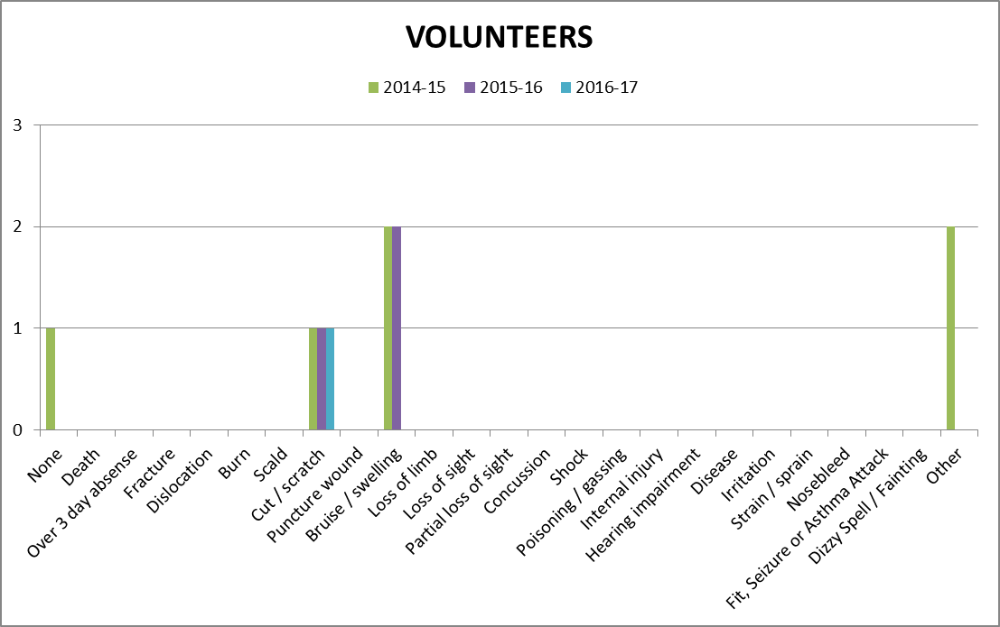 VOLUNTEERS
2014-15 2015-16 2016-17
3
2
1
0
None
Death
Over 3 day absense
Fracture
Dislocation
Burn
Scald
Cut / scratch
Puncture wound
Bruise / swelling
Loss of limb
Loss of sight
Partial loss of sight
Concussion
Shock
Poisoning / gassing
Internal injury
Hearing impairment
Disease
Irritation
Strain / sprain
Nosebleed
Fit, Seizure or Asthma Attack
Dizzy Spell / Fainting
Other